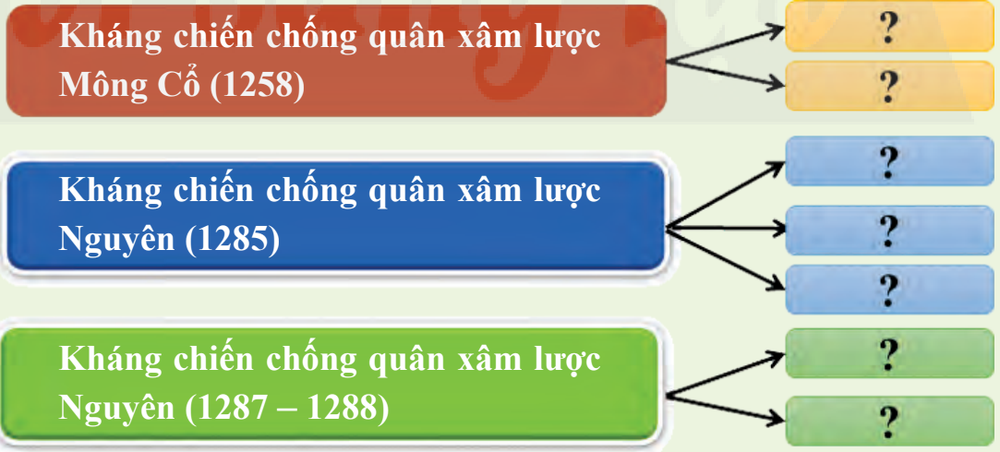 Kháng chiến chống quân xâm lược
Mông Cổ (1258)
?
?
Kháng chiến chống quân xâm lược
Nguyên (1285)
?
?
?
Kháng chiến chống quân xâm lược
Nguyên (1287 – 1288)
?
?